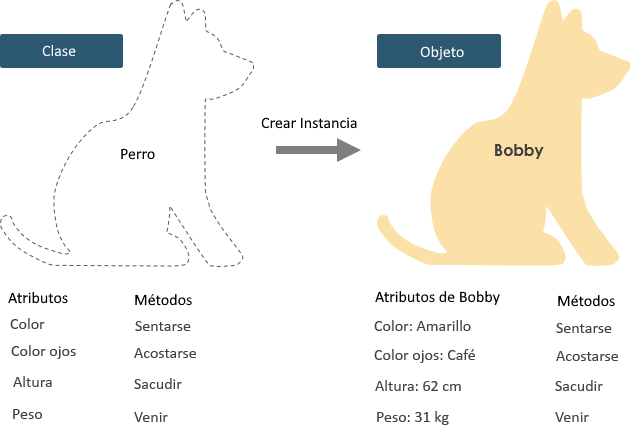 Clase
Objeto
Crear Instancia
Perro
Bobby
Atributos
Métodos
Color
Sentarse
Color ojos
Acostarse
Altura
Sacudir
Peso
Venir
Atributos de Bobby
Métodos
Color: Amarillo
Sentarse
Color ojos: Café
Acostarse
Altura: 62 cm
Sacudir
Peso: 31 kg
Venir